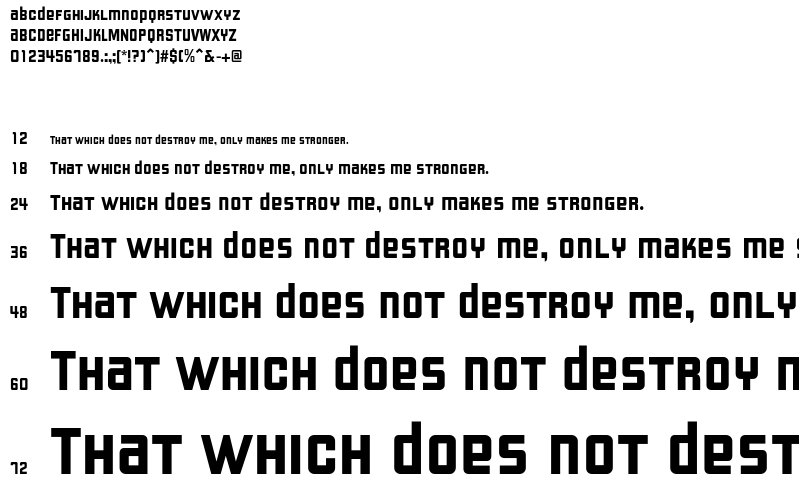 abcdefghijklmnopqrstuvwxyz
ABCDEFGHIJKLMNOPQRSTUVWXYZ
0123456789.:,;(*!?)^]#$(%^&-+@
12 That which does not destroy me, only makes me stronger.
18 That which does not destroy me, only makes me stronger.
24 That which does not destroy me, only makes me stronger.
36 That which does not destroy me, only makes me s
48 That which does not destroy me, only
60 That which does not destroy m
72 That which does not dest